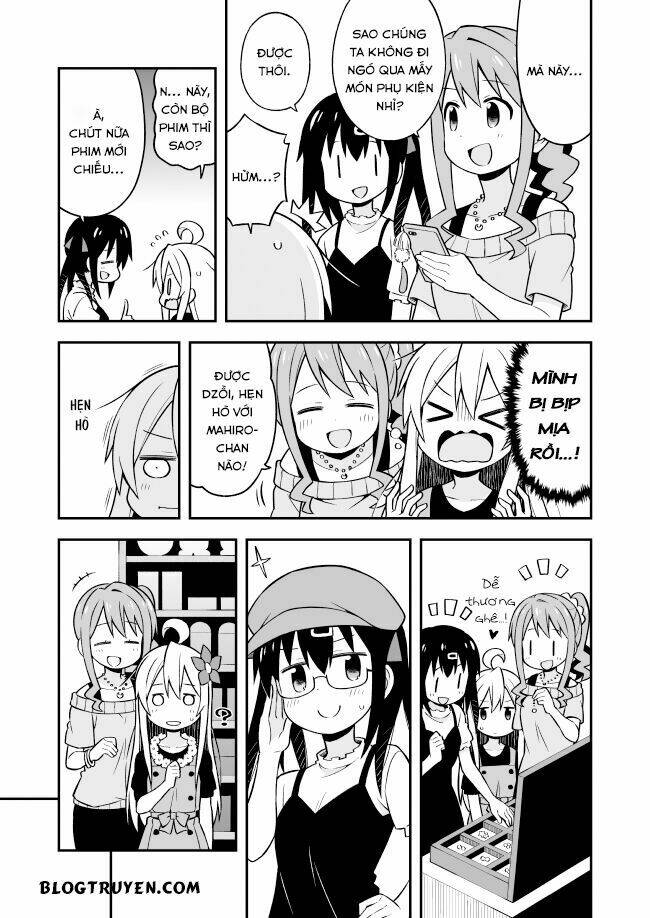 MÀ NÀY...
SAO CHÚNG
TA KHÔNG ĐI
NGÓ QUA MẤY
MÓN PHỤ KIỆN
NHỈ?
ĐƯỢC
THÔI.
HỪM...?
N... NÀY,
CÒN BỘ
PHIM THÌ
SAO?
À,
CHÚT NỮA
PHIM MỚI
CHIẾU...
MÌNH
BỊ BỊP
MỊA
RỒI...!
ĐƯỢC
DZỒI, HẸN
HÒ VỚI
MAHIRO-
CHAN
NÀO!
HẸN
HÒ
Dễ
thương
ghê...!
?
BLOGTRUYEN.COM